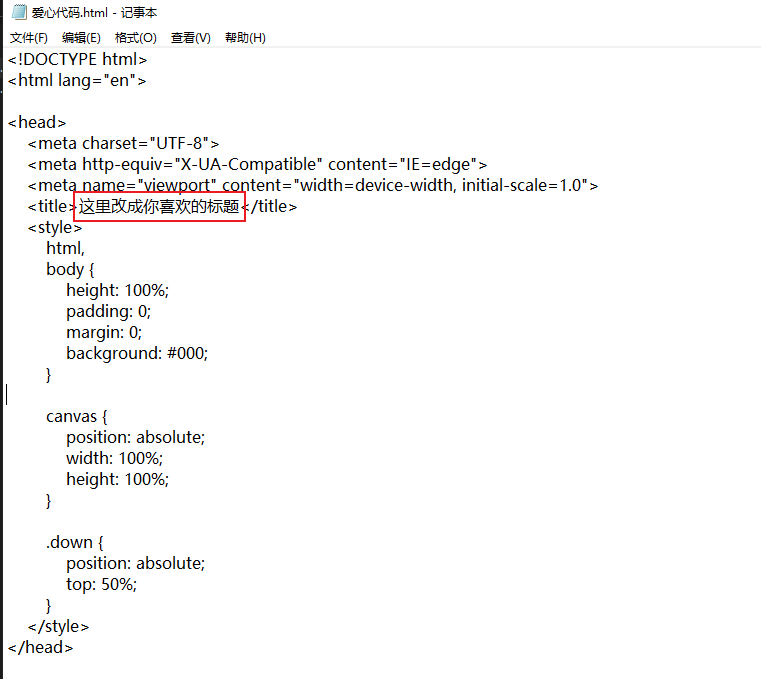 爱心代码.html - 记事本
文件(F) 编辑(E) 格式(O) 查看(V) 帮助(H)
<!DOCTYPE html>
<html lang="en">
<head>
<meta charset="UTF-8">
<meta http-equiv="X-UA-Compatible" content="IE=edge">
<meta name="viewport" content="width=device-width, initial-scale=1.0">
<title>这里改成你喜欢的标题</title>
<style>
html,
body {
height: 100%;
padding: 0;
margin: 0;
background: #000;
}
canvas {
position: absolute;
width: 100%;
height: 100%;
}
.down {
position: absolute;
top: 50%;
}
</style>
</head>